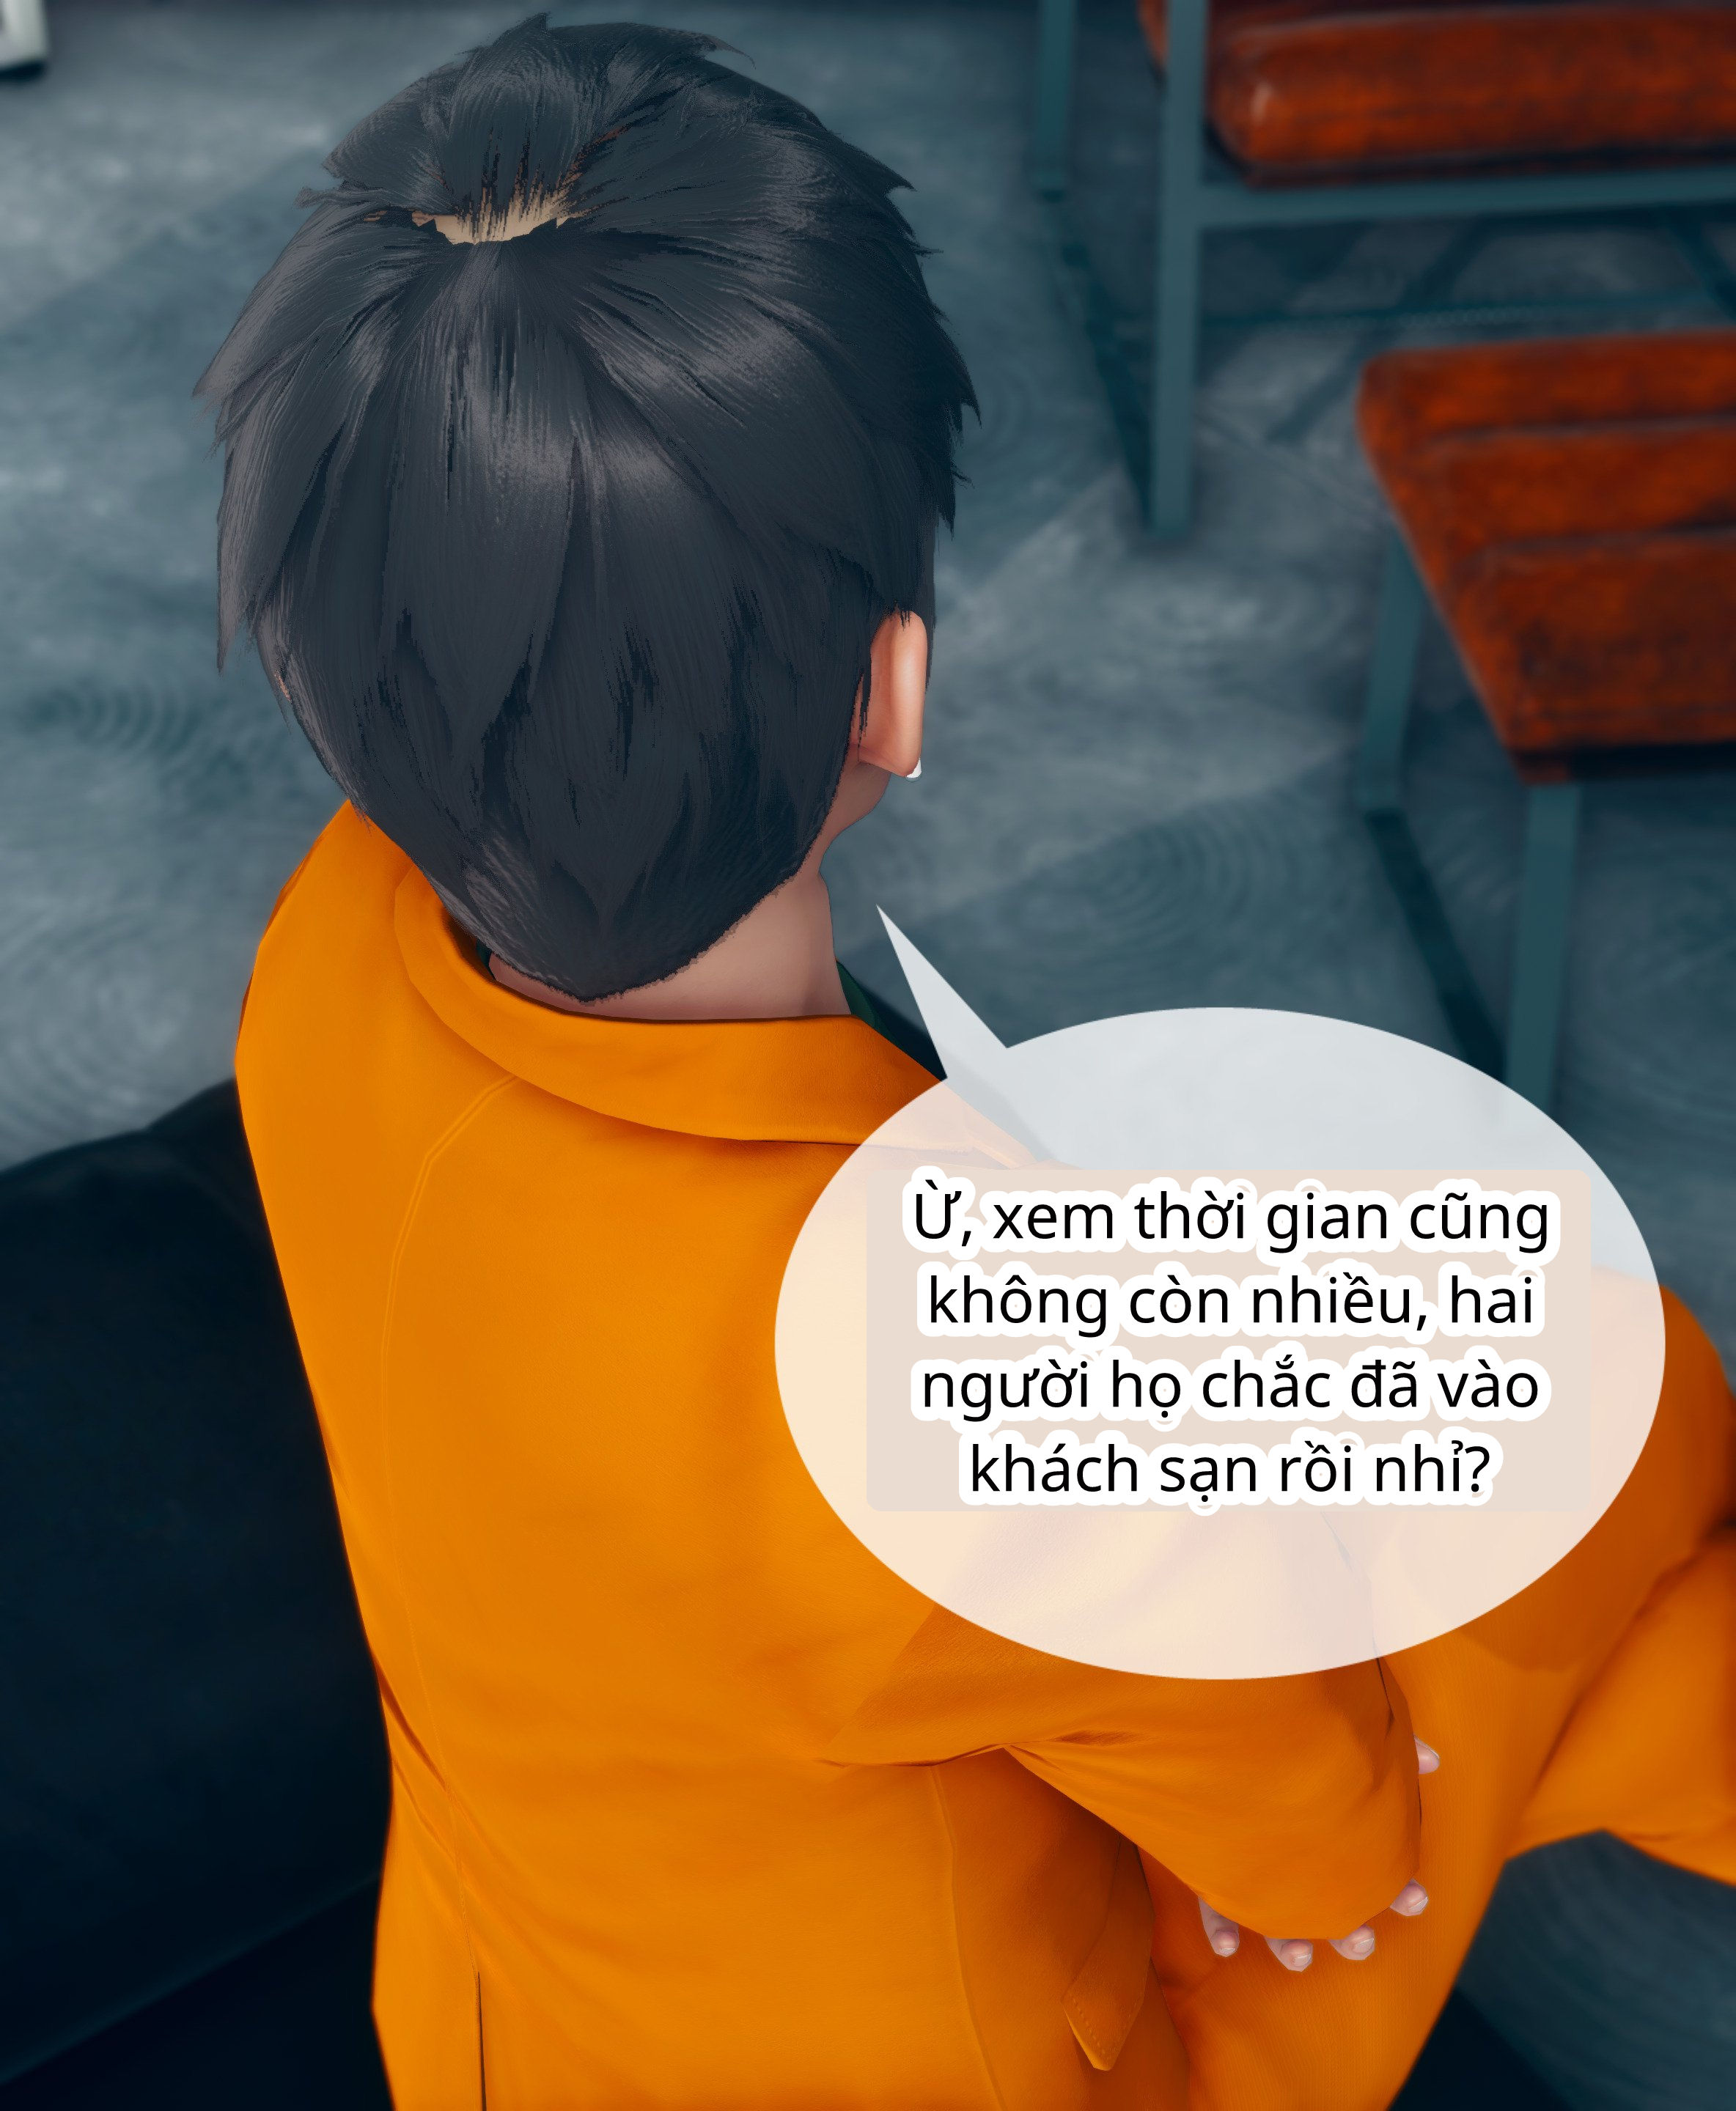 Ừ, xem thời gian cũng
không còn nhiều, hai
người họ chắc đã vào
khách sạn rồi nhỉ?